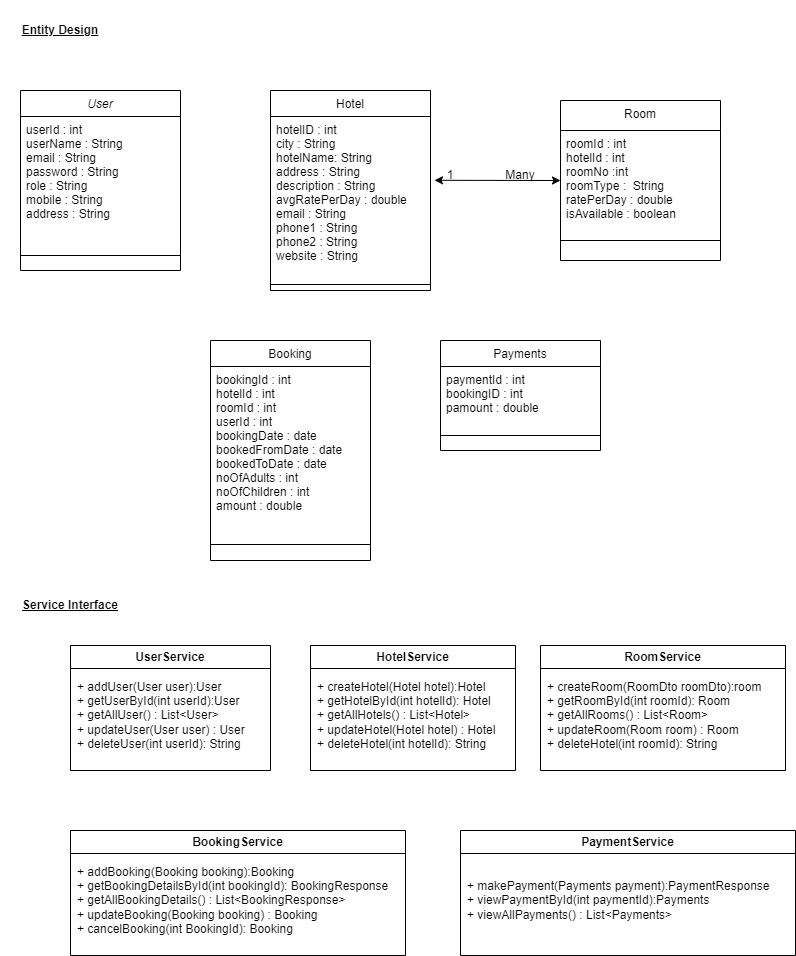 Entity Design
User
userId : int
userName : String
email : String
password : String
role : String
mobile : String
address : String
Hotel
hotelID : int
city : String
hotelName: String
address : String
description : String
avgRatePerDay : double
email : String
phone1 : String
phone2 : String
website : String
1 Many
Room
roomId : int
hotelId : int
roomNo :int
roomType : String
ratePerDay : double
isAvailable : boolean
Booking
bookingId : int
hotelId : int
roomId : int
userId : int
bookingDate : date
bookedFromDate : date
bookedToDate : date
noOfAdults : int
noOfChildren : int
amount : double
Payments
paymentId : int
bookingID : int
pamount : double
Service Interface
UserService
+ addUser(User user):User
+ getUserById(int userId):User
+ getAllUser() : List<User>
+ updateUser(User user) : User
+ deleteUser(int userId): String
HotelService
+ createHotel(Hotel hotel):Hotel
+ getHotelById(int hotelId): Hotel
+ getAllHotels() : List<Hotel>
+ updateHotel(Hotel hotel) : Hotel
+ deleteHotel(int hotelId): String
RoomService
+ createRoom(RoomDto roomDto):room
+ getRoomById(int roomId): Room
+ getAllRooms() : List<Room>
+ updateRoom(Room room) : Room
+ deleteHotel(int roomId): String
BookingService
+ addBooking(Booking booking):Booking
+ getBookingDetailsById(int bookingId): BookingResponse
+ getAllBookingDetails() : List<BookingResponse>
+ updateBooking(Booking booking) : Booking
+ cancelBooking(int BookingId): Booking
PaymentService
+ makePayment(Payments payment):PaymentResponse
+ viewPaymentById(int paymentId):Payments
+ viewAllPayments() : List<Payments>